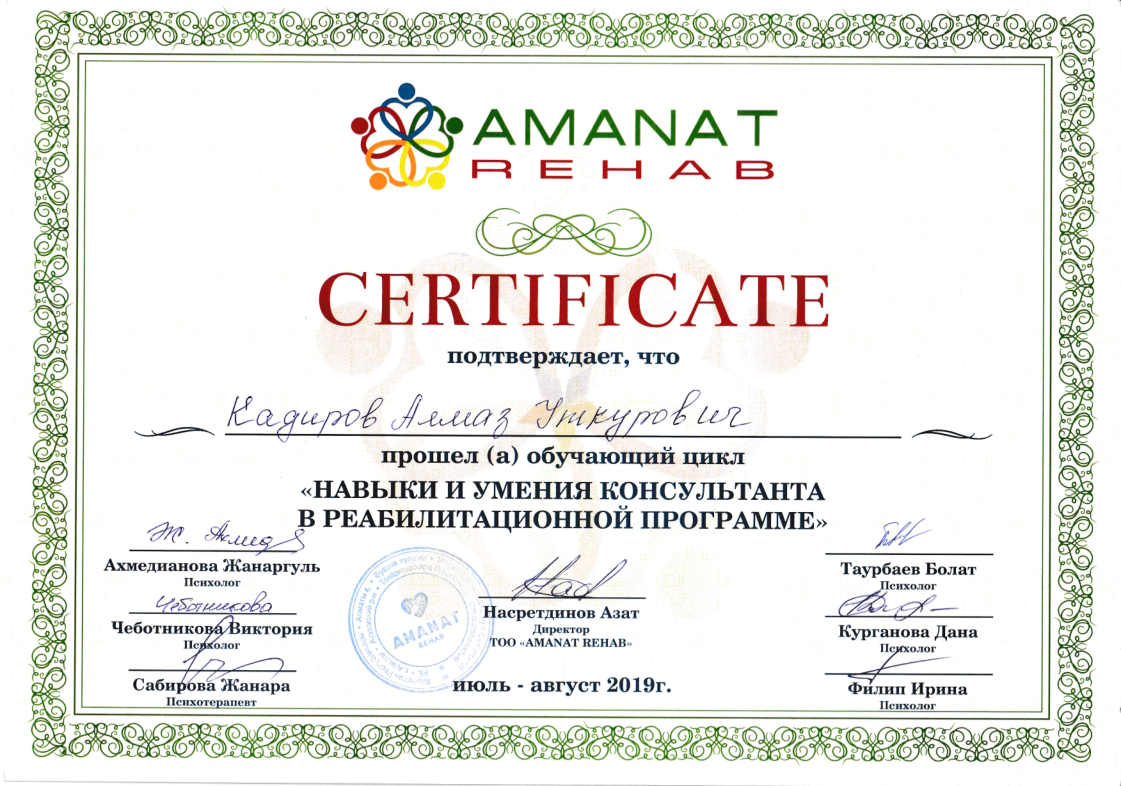 AMANAT
REHAB
CERTIFICATE
подтверждает, что
Кадиров Алмаз Уткурович
прошел (а) обучающий цикл
«НАВЫКИ И УМЕНИЯ КОНСУЛЬТАНТА
В РЕАБИЛИТАЦИОННОЙ ПРОГРАММЕ»
Ахмедианова Жанаргуль
Психолог
Чеботникова
Чеботникова Виктория
Психолог
Сабирова Жанара
Психотерапевт
AMANAT
REHAB
Насретдинов Азат
Директор
ТОО «AMANAT REHAB»
июль - август 2019г.
Таурбаев Болат
Психолог
Курганова Дана
Психолог
Филип Ирина
Психолог